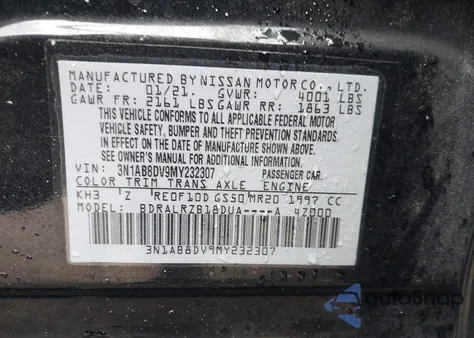 MANUFACTURED BY NISSAN MOTOR CO., LTD.
DATE: 01/21. GVWR: 4001 LBS
GAWR FR: 2161 LBS GAWR RR: 1863 LBS
THIS VEHICLE CONFORMS TO ALL APPLICABLE FEDERAL MOTOR
VEHICLE SAFETY, BUMPER AND THEFT PREVENTION STANDARDS
IN EFFECT ON THE DATE OF MANUFACTURE SHOWN ABOVE.
SEE OWNER'S MANUAL FOR ADDITIONAL INFORMATION.
VIN: 3N1AB8DV9MY232307 PASSENGER CAR.
COLOR TRIM TRANS AXLE ENGINE
KH3 Z RE0F10D GS50 MR20 1997 CC
MODEL: BDRALRZB18DUA----A 4Z000
3N1AB8DV9MY232307
AutoSnap